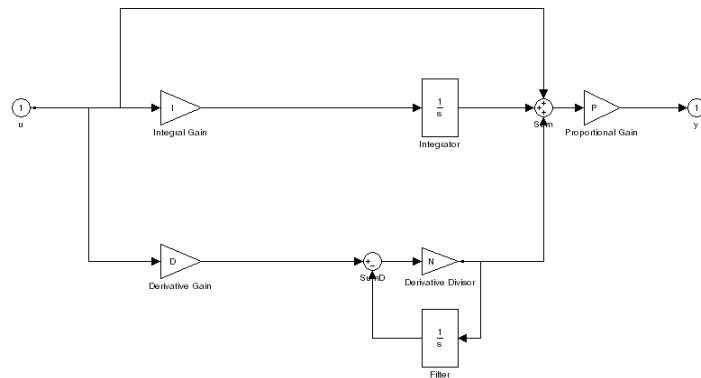 1
u
I
Integral Gain
1
s
Integrator
+
+
+
Sum
P
Proportional Gain
1
y
D
Derivative Gain
+
−
SumD
N
Derivative Divisor
1
s
Filter